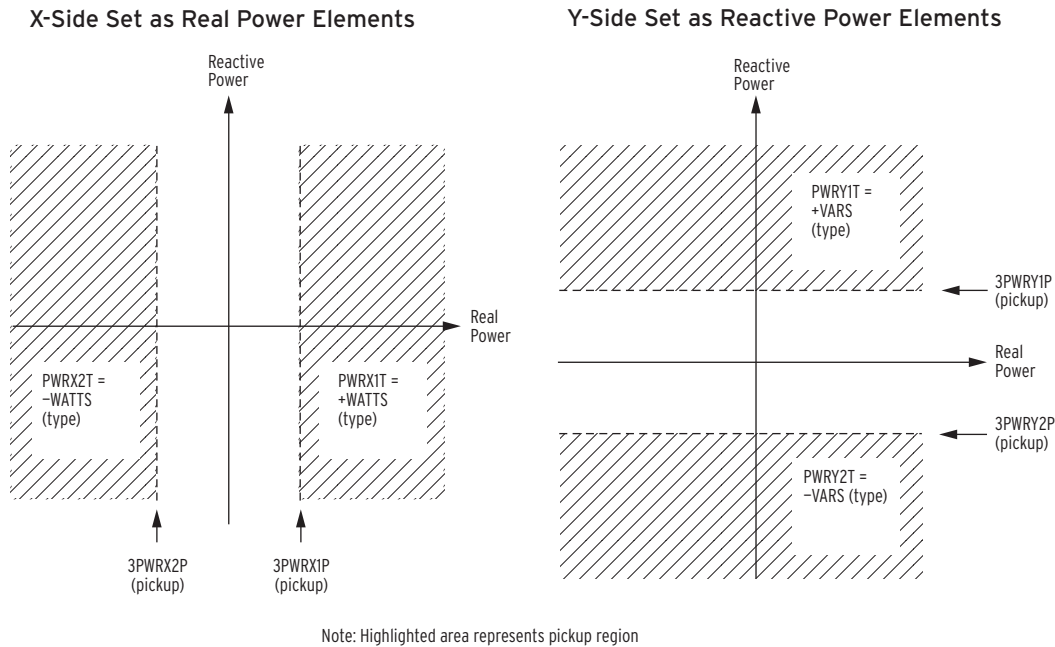 X-Side Set as Real Power Elements
Reactive
Power
Real
Power
PWRX2T =
–WATTS
(type)
PWRX1T =
+WATTS
(type)
3PWRX2P
(pickup)
3PWRX1P
(pickup)
Y-Side Set as Reactive Power Elements
Reactive
Power
PWRY1T =
+VARS
(type)
3PWRY1P
(pickup)
Real
Power
3PWRY2P
(pickup)
PWRY2T =
–VARS (type)
Note: Highlighted area represents pickup region